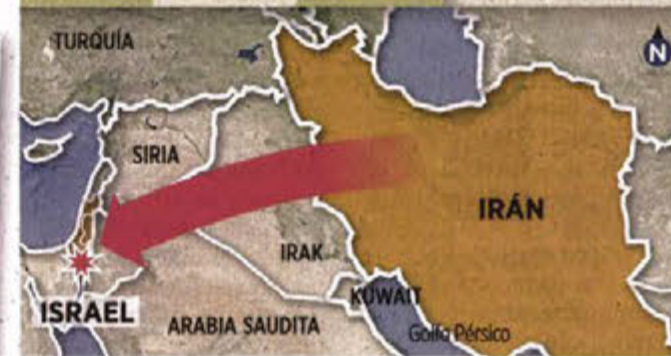 TURQUÍA
N
SIRIA
IRÁN
IRAK
KUWAIT
ISRAEL
ARABIA SAUDITA
Golfo Pérsico